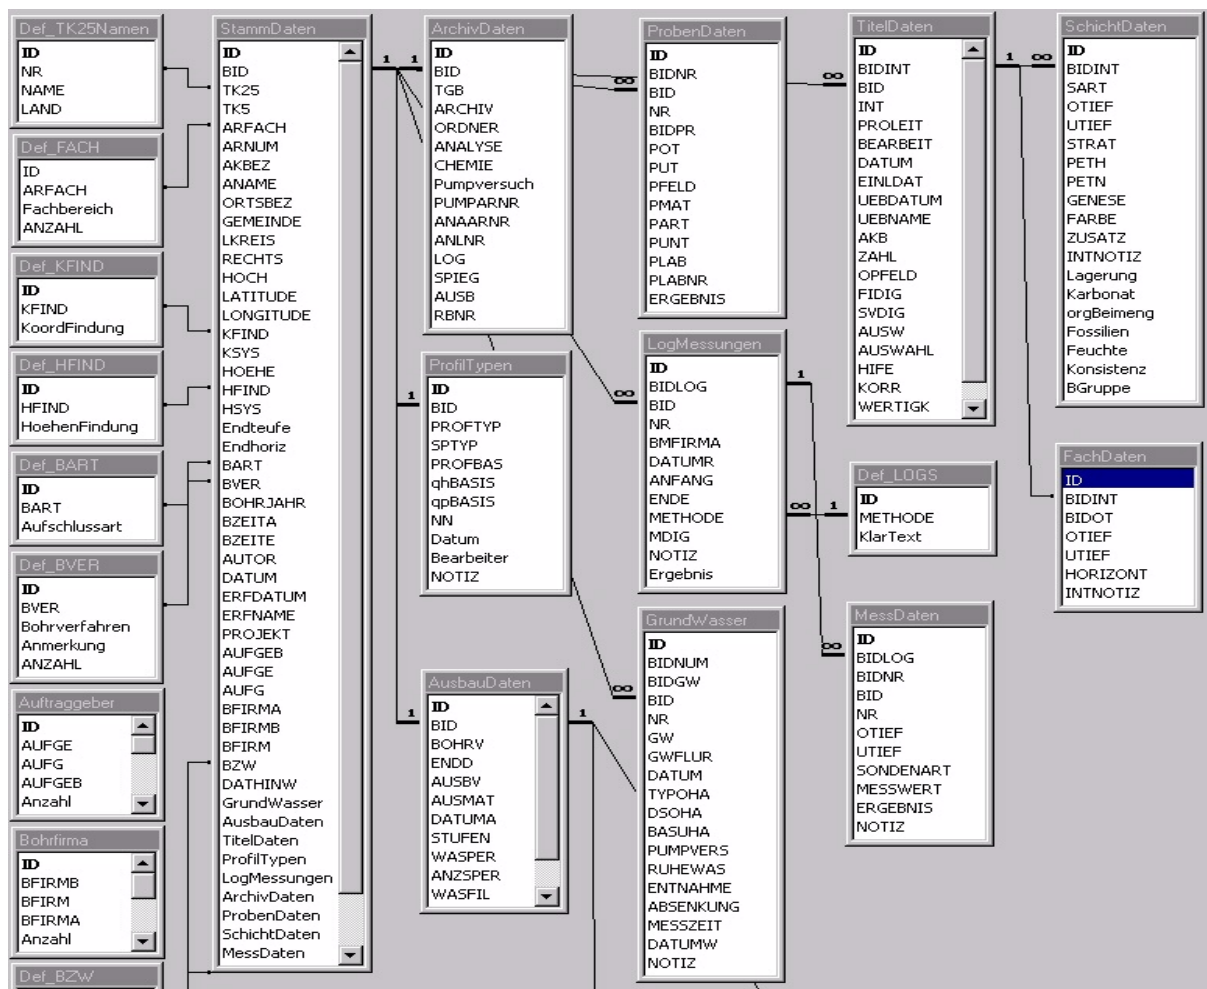 Def_TK25Namen
ID
NR
NAME
LAND
Def_FACH
ID
ARFACH
Fachbereich
ANZAHL
Def_KFIND
ID
KFIND
KoordFindung
Def_HFIND
ID
HFIND
HoehenFindung
Def_BART
ID
BART
Aufschlussart
Def_BVER
ID
BVER
Bohrverfahren
Anmerkung
ANZAHL
Auftraggeber
ID
AUFGE
AUFG
AUFGEB
Anzahl
Bohrfirma
ID
BFIRMB
BFIRM
BFIRMA
Anzahl
Def_BZW
StammDaten
ID
BID
TK25
TK5
ARFACH
ARNUM
AKBEZ
ANAME
ORTSBEZ
GEMEINDE
LKREIS
RECHTS
HOCH
LATITUDE
LONGITUDE
KFIND
KSYS
HOEHE
HFIND
HSYS
Endteufe
Endhoriz
BART
BVER
BOHRJAHR
BZEITA
BZEITE
AUTOR
DATUM
ERFDATUM
ERFNAME
PROJEKT
AUFGEB
AUFGE
AUFG
BFIRMA
BFIRMB
BFIRM
BZW
DATHINW
GrundWasser
AusbauDaten
TitelDaten
ProfilTypen
LogMessungen
ArchivDaten
ProbenDaten
SchichtDaten
MessDaten
1
1
1
1
ArchivDaten
ID
BID
TGB
ARCHIV
ORDNER
ANALYSE
CHEMIE
Pumpversuch
PUMPARNR
ANAARNR
ANLNR
LOG
SPIEG
AUSB
RBNR
ProfilTypen
ID
BID
PROFTYP
SPTYP
PROFBAS
qhBASIS
qpBASIS
NN
Datum
Bearbeiter
NOTIZ
AusbauDaten
ID
BID
BOHRV
ENDD
AUSBV
AUSMAT
DATUMA
STUFEN
WASPER
ANZSPER
WASFIL
1
∞
∞
∞
ProbenDaten
ID
BIDNR
BID
NR
BIDPR
POT
PUT
PFELD
PMAT
PART
PUNT
PLAB
PLABNR
ERGEBNIS
LogMessungen
ID
BIDLOG
BID
NR
BMFIRMA
DATUMR
ANFANG
ENDE
METHODE
MDIG
NOTIZ
Ergebnis
GrundWasser
ID
BIDNUM
BIDGW
BID
NR
GW
GWFLUR
DATUM
TYPOHA
DSOHA
BASUHA
PUMPVERS
RUHEWAS
ENTNAHME
ABSENKUNG
MESSZEIT
DATUMW
NOTIZ
∞
1
∞ 1
∞
TitelDaten
ID
BIDINT
BID
INT
PROLEIT
BEARBEIT
DATUM
EINLDAT
UEBDATUM
UEBNAME
AKB
ZAHL
OPFELD
FIDIG
SVDIG
AUSW
AUSWAHL
HIFE
KORR
WERTIGK
Def_LOGS
ID
METHODE
KlarText
MessDaten
ID
BIDLOG
BIDNR
BID
NR
OTIEF
UTIEF
SONDENART
MESSWERT
ERGEBNIS
NOTIZ
1 ∞
SchichtDaten
ID
BIDINT
SART
OTIEF
UTIEF
STRAT
PETH
PETN
GENESE
FARBE
ZUSATZ
INTNOTIZ
Lagerung
Karbonat
orgBeimeng
Fossilien
Feuchte
Konsistenz
BGruppe
FachDaten
ID
BIDINT
BIDOT
OTIEF
UTIEF
HORIZONT
INTNOTIZ